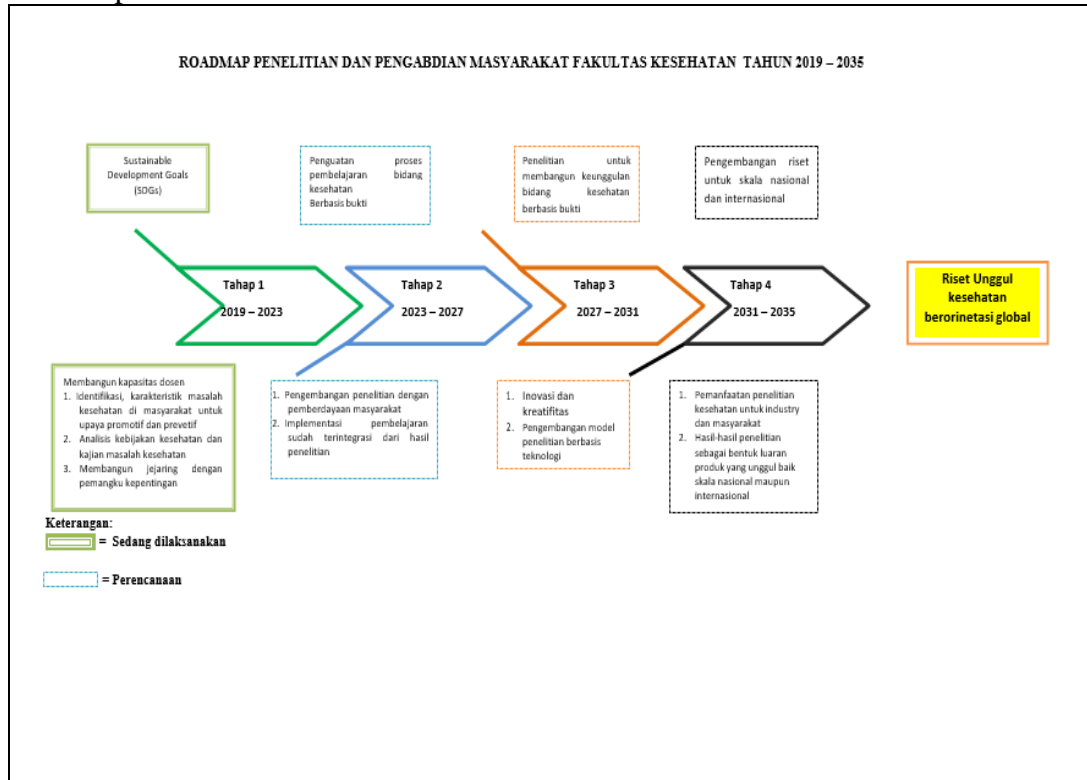 ROADMAP PENELITIAN DAN PENGABDIAN MASYARAKAT FAKULTAS KESEHATAN TAHUN 2019 – 2035
Sustainable
Development Goals
(SDGs)
Penguatan proses
pembelajaran bidang
kesehatan
Berbasis bukti
Penelitian untuk
membangun keunggulan
bidang kesehatan
berbasis bukti
Pengembangan riset
untuk skala nasional
dan internasional
Tahap 1
2019 – 2023
Tahap 2
2023 – 2027
Tahap 3
2027 – 2031
Tahap 4
2031 – 2035
Riset Unggul
kesehatan
berorinetasi global
Membangun kapasitas dosen
1. Identifikasi, karakteristik masalah
kesehatan di masyarakat untuk
upaya promotif dan prevetif
2. Analisis kebijakan kesehatan dan
kajian masalah kesehatan
3. Membangun jejaring dengan
pemangku kepentingan
1. Pengembangan penelitian dengan
pemberdayaan masyarakat
2. Implementasi pembelajaran
sudah terintegrasi dari hasil
penelitian
1. Inovasi dan
kreatifitas
2. Pengembangan model
penelitian berbasis
teknologi
1. Pemanfaatan penelitian
kesehatan untuk industry
dan masyarakat
2. Hasil-hasil penelitian
sebagai bentuk luaran
produk yang unggul baik
skala nasional maupun
internasional
Keterangan:
= Sedang dilaksanakan
= Perencanaan